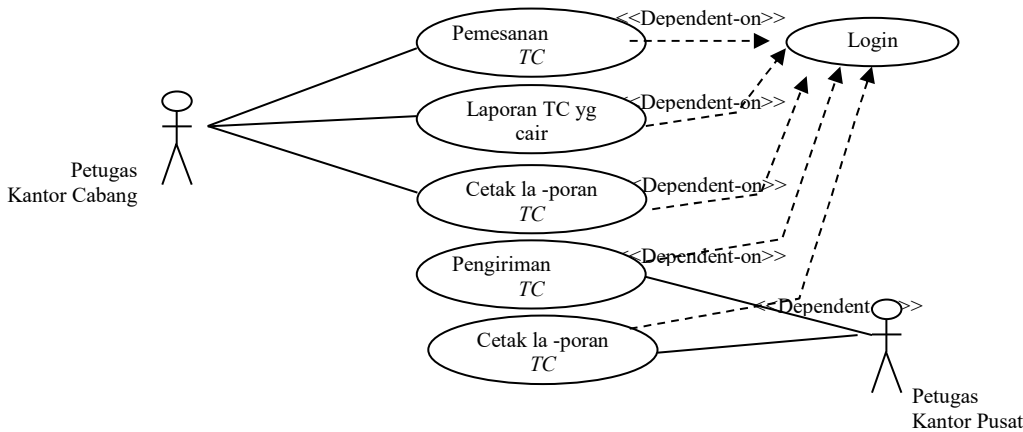 <<Dependent-on>>
Pemesanan
TC
Login
<<Dependent-on>>
Laporan TC yg
cair
Petugas
Kantor Cabang
<<Dependent-on>>
Cetak la -poran
TC
<<Dependent-on>>
Pengiriman
TC
<<Dependent >>
Cetak la -poran
TC
Petugas
Kantor Pusat